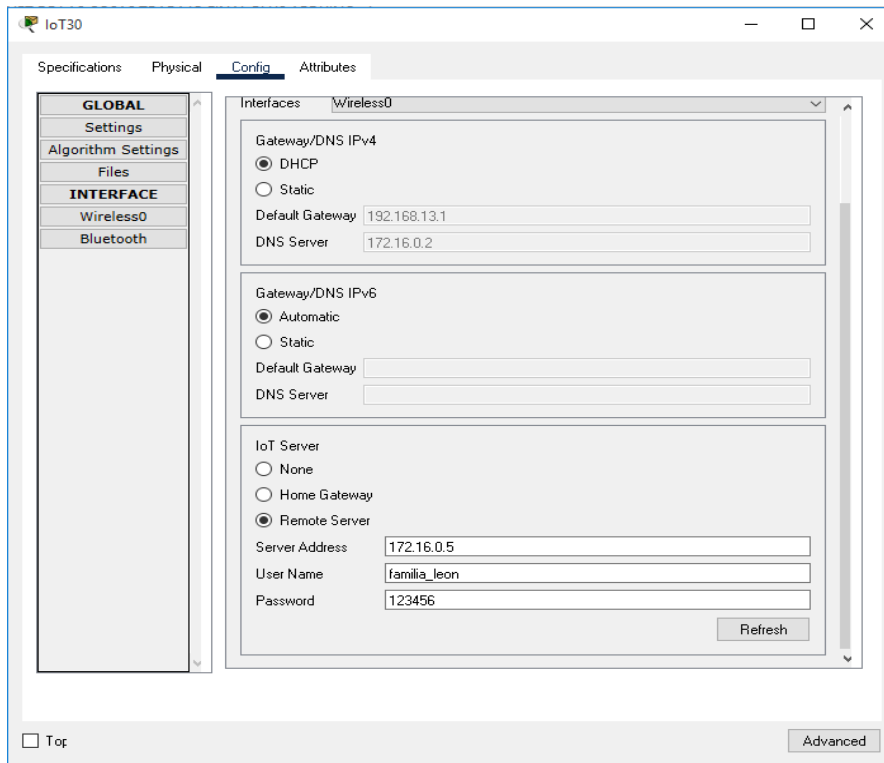 IoT30
Specifications Physical Config Attributes
GLOBAL
Settings
Algorithm Settings
Files
INTERFACE
Wireless0
Bluetooth
Interfaces Wireless0
Gateway/DNS IPv4
DHCP
Static
Default Gateway 192.168.13.1
DNS Server 172.16.0.2
Gateway/DNS IPv6
Automatic
Static
Default Gateway
DNS Server
IoT Server
None
Home Gateway
Remote Server
Server Address 172.16.0.5
User Name familia_leon
Password 123456
Refresh
Top
Advanced